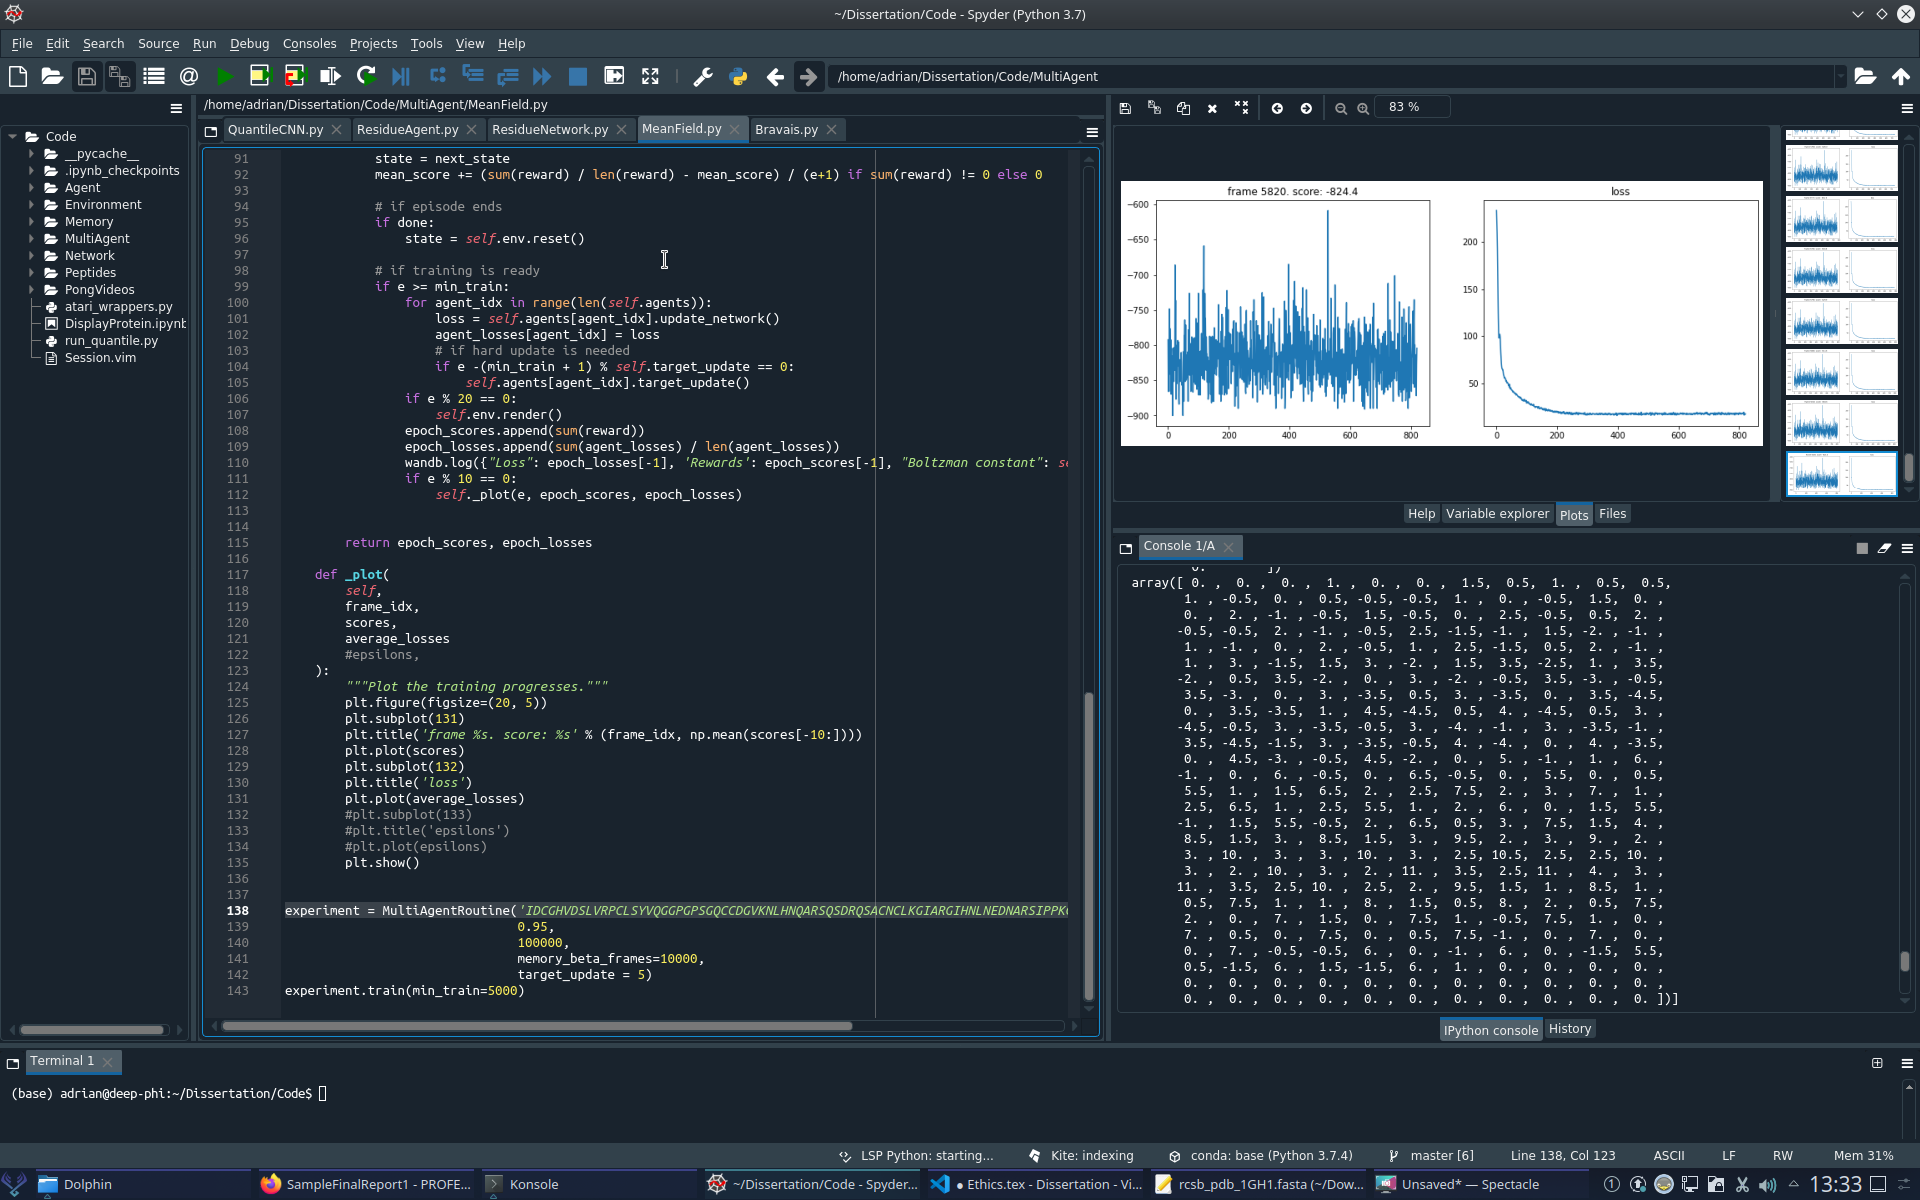 ~/Dissertation/Code - Spyder (Python 3.7)
File Edit Search Source Run Debug Consoles Projects Tools View Help
/home/adrian/Dissertation/Code/MultiAgent
Code
__pycache__
.ipynb_checkpoints
Agent
Environment
Memory
MultiAgent
Network
Peptides
PongVideos
atari_wrappers.py
DisplayProtein.ipynb
run_quantile.py
Session.vim
/home/adrian/Dissertation/Code/MultiAgent/MeanField.py
QuantileCNN.py ResidueAgent.py ResidueNetwork.py MeanField.py Bravais.py
91 state = next_state
92 mean_score += (sum(reward) / len(reward) - mean_score) / (e+1) if sum(reward) != 0 else 0
93
94 # if episode ends
95 if done:
96 state = self.env.reset()
97
98 # if training is ready
99 if e >= min_train:
100 for agent_idx in range(len(self.agents)):
101 loss = self.agents[agent_idx].update_network()
102 agent_losses[agent_idx] = loss
103 # if hard update is needed
104 if e -(min_train + 1) % self.target_update == 0:
105 self.agents[agent_idx].target_update()
106 if e % 20 == 0:
107 self.env.render()
108 epoch_scores.append(sum(reward))
109 epoch_losses.append(sum(agent_losses) / len(agent_losses))
110 wandb.log({"Loss": epoch_losses[-1], 'Rewards': epoch_scores[-1], "Boltzman constant": se
111 if e % 10 == 0:
112 self._plot(e, epoch_scores, epoch_losses)
113
114
115 return epoch_scores, epoch_losses
116
117 def _plot(
118 self,
119 frame_idx,
120 scores,
121 average_losses
122 #epsilons,
123 ):
124 """Plot the training progresses."""
125 plt.figure(figsize=(20, 5))
126 plt.subplot(131)
127 plt.title('frame %s. score: %s' % (frame_idx, np.mean(scores[-10:])))
128 plt.plot(scores)
129 plt.subplot(132)
130 plt.title('loss')
131 plt.plot(average_losses)
132 #plt.subplot(133)
133 #plt.title('epsilons')
134 #plt.plot(epsilons)
135 plt.show()
136
137
138 experiment = MultiAgentRoutine('IDCGHVDSLVRPCLSYVQGGPGPSGQCCDGVKNLHNQARSQSDRQSACNCLKGIARGIHNLNEDNARSIPPK
139 0.95,
140 100000,
141 memory_beta_frames=10000,
142 target_update = 5)
143 experiment.train(min_train=5000)
83 %
frame 5820. score: -824.4
−600
−650
−700
−750
−800
−850
−900
0 200 400 600 800
loss
200
150
100
50
0 200 400 600 800
Help Variable explorer Plots Files
Console 1/A
0. ])
array([ 0. , 0. , 0. , 1. , 0. , 0. , 1.5, 0.5, 1. , 0.5, 0.5,
1. , -0.5, 0. , 0.5, -0.5, -0.5, 1. , 0. , -0.5, 1.5, 0. ,
0. , 2. , -1. , 0. , 1.5, -0.5, 0. , 2.5, -0.5, 0.5, 2. ,
-0.5, -0.5, 2. , -1. , -0.5, 2.5, -1.5, -1. , 1.5, -2. , -1. ,
1. , -1. , 0. , 2. , -0.5, 1. , 2.5, -1.5, 0.5, 2. , -1. ,
1. , 3. , -1.5, 1.5, 3. , -2. , 1.5, 3.5, -2.5, 1. , 3.5,
-2. , 0.5, 3.5, -2. , 0. , 3. , -2. , -0.5, 3.5, -3. , -0.5,
3.5, -3. , 0. , 3. , -3.5, 0.5, 3. , -3.5, 0. , 3.5, -4.5,
0. , 3.5, -3.5, 1. , 4.5, -4.5, 0.5, 4. , -4.5, 0.5, 3. ,
-4.5, -0.5, 3. , -3.5, -0.5, 3. , -4. , -1. , 3. , -3.5, -1. ,
3.5, -4.5, -1.5, 3. , -3.5, -0.5, 4. , -4. , 0. , 4. , -3.5,
0. , 4.5, -3. , -0.5, 4.5, -2. , 0. , 5. , -1. , 1. , 6. ,
-1. , 0. , 6. , -0.5, 0. , 6.5, -0.5, 0. , 5.5, 0. , 0.5,
5.5, 1. , 1.5, 6.5, 2. , 2.5, 7.5, 2. , 3. , 7. , 1. ,
2.5, 6.5, 1. , 2.5, 5.5, 1. , 2. , 6. , 0. , 1.5, 5.5,
-1. , 1.5, 5.5, -0.5, 2. , 6.5, 0.5, 3. , 7.5, 1.5, 4. ,
8.5, 1.5, 3. , 8.5, 1.5, 3. , 9.5, 2. , 3. , 9. , 2. ,
3. , 10. , 3. , 3. , 10. , 3. , 2.5, 10.5, 2.5, 2.5, 10. ,
3. , 2. , 10. , 3. , 2. , 11. , 3.5, 2.5, 11. , 4. , 3. ,
11. , 3.5, 2.5, 10. , 2.5, 2. , 9.5, 1.5, 1. , 8.5, 1. ,
0.5, 7.5, 1. , 1. , 8. , 1.5, 0.5, 8. , 1. , 0.5, 7.5,
2. , 0. , 7. , 1.5, 0. , 7.5, 1. , -0.5, 7.5, 1. , 0. ,
7. , 0.5, 0. , 7.5, 0. , 0.5, 7.5, -1. , 0. , 7. , 0. ,
0. , 7. , -0.5, -0.5, 6. , 0. , -1. , 6. , 0. , -1.5, 5.5,
0.5, -1.5, 6. , 1.5, -1.5, 6. , 1. , 0. , 0. , 0. , 0. ,
0. , 0. , 0. , 0. , 0. , 0. , 0. , 0. , 0. , 0. , 0. ,
0. , 0. , 0. , 0. , 0. , 0. , 0. , 0. , 0. , 0. , 0. ])]
IPython console History
Terminal 1
(base) adrian@deep-phi:~/Dissertation/Code$
LSP Python: starting... Kite: indexing conda: base (Python 3.7.4) master [6] Line 138, Col 123 ASCII LF RW Mem 31%
Dolphin SampleFinalReport1 - PROFE... Konsole ~/Dissertation/Code - Spyder... • Ethics.tex - Dissertation - Vi... rcsb_pdb_1GH1.fasta (~/Dow... Unsaved* — Spectacle 13:33